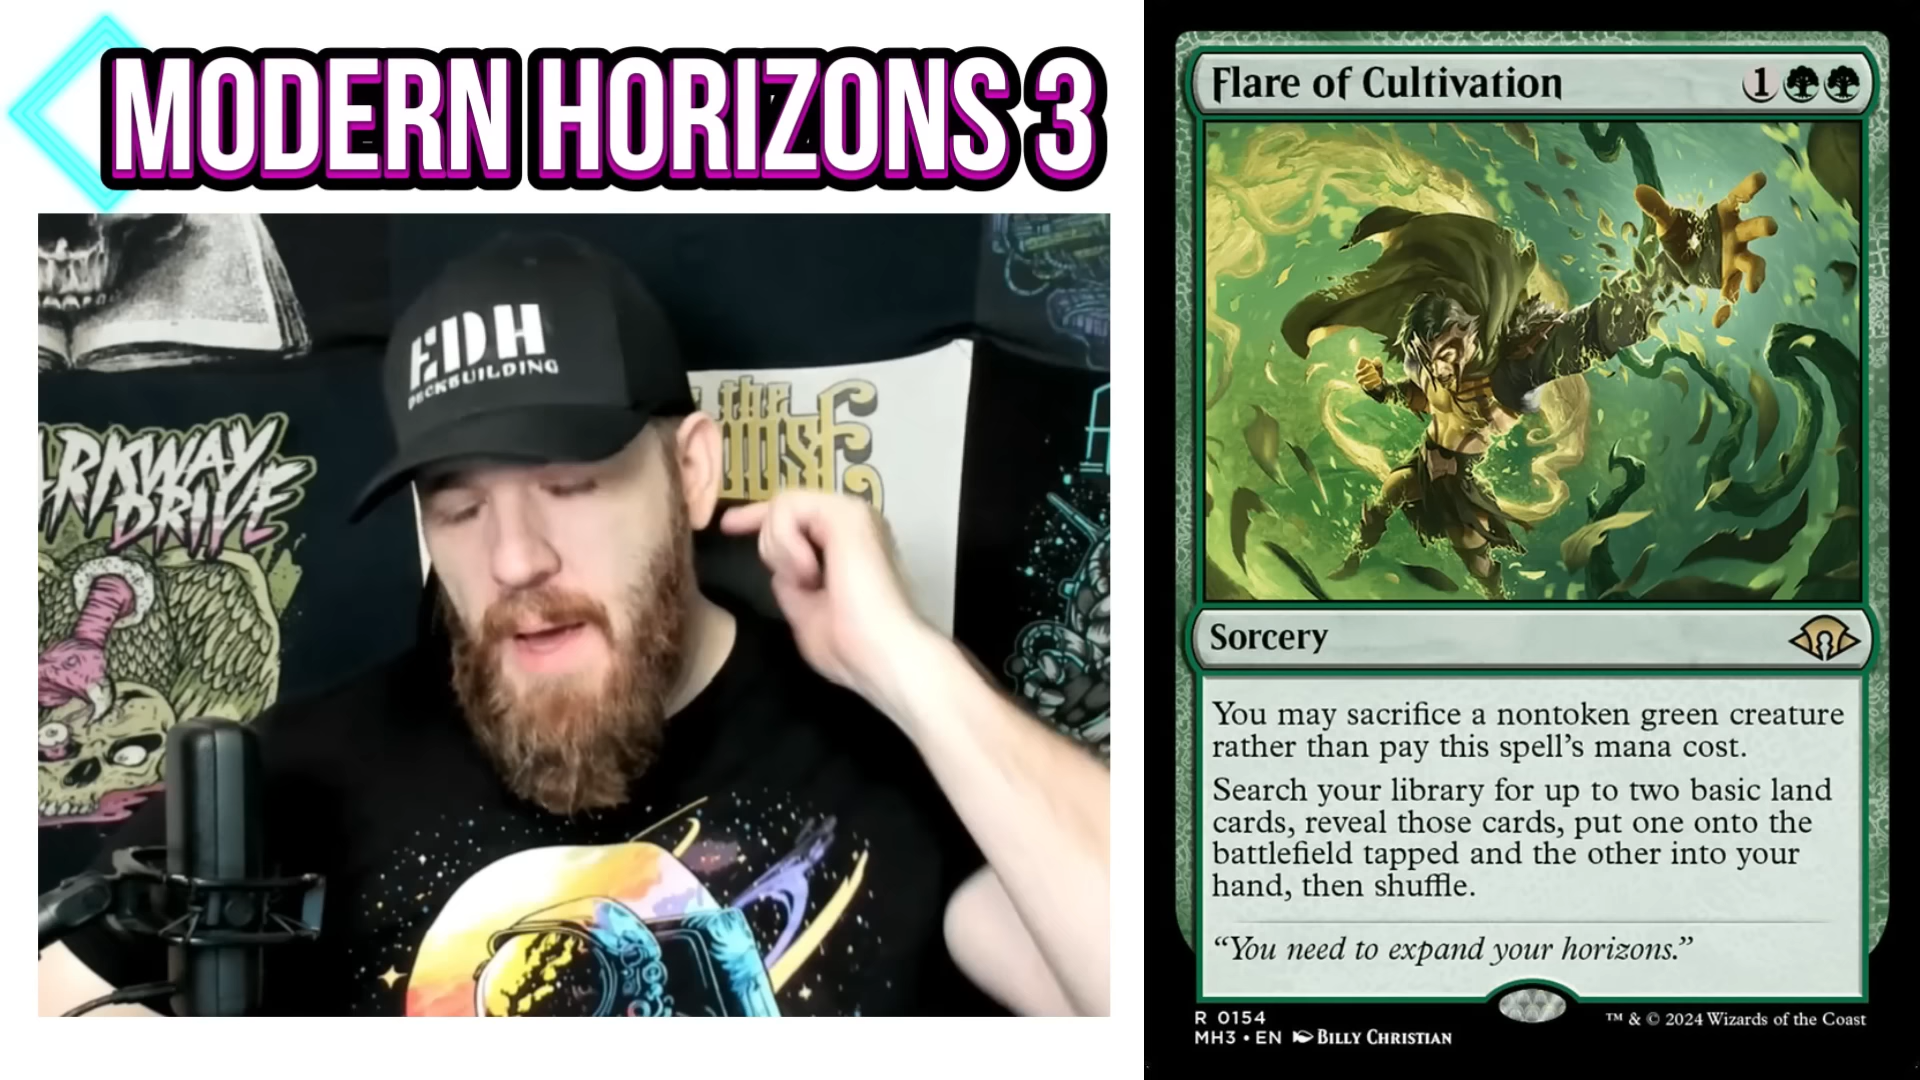 MODERN HORIZONS 3
EDH
DECKBUILDING
the
RKWAY
DRIVE
Flare of Cultivation 1
Sorcery
You may sacrifice a nontoken green creature
rather than pay this spell's mana cost.
Search your library for up to two basic land
cards, reveal those cards, put one onto the
battlefield tapped and the other into your
hand, then shuffle.
“You need to expand your horizons.”
R 0154
MH3 • EN BILLY CHRISTIAN
™ & © 2024 Wizards of the Coast